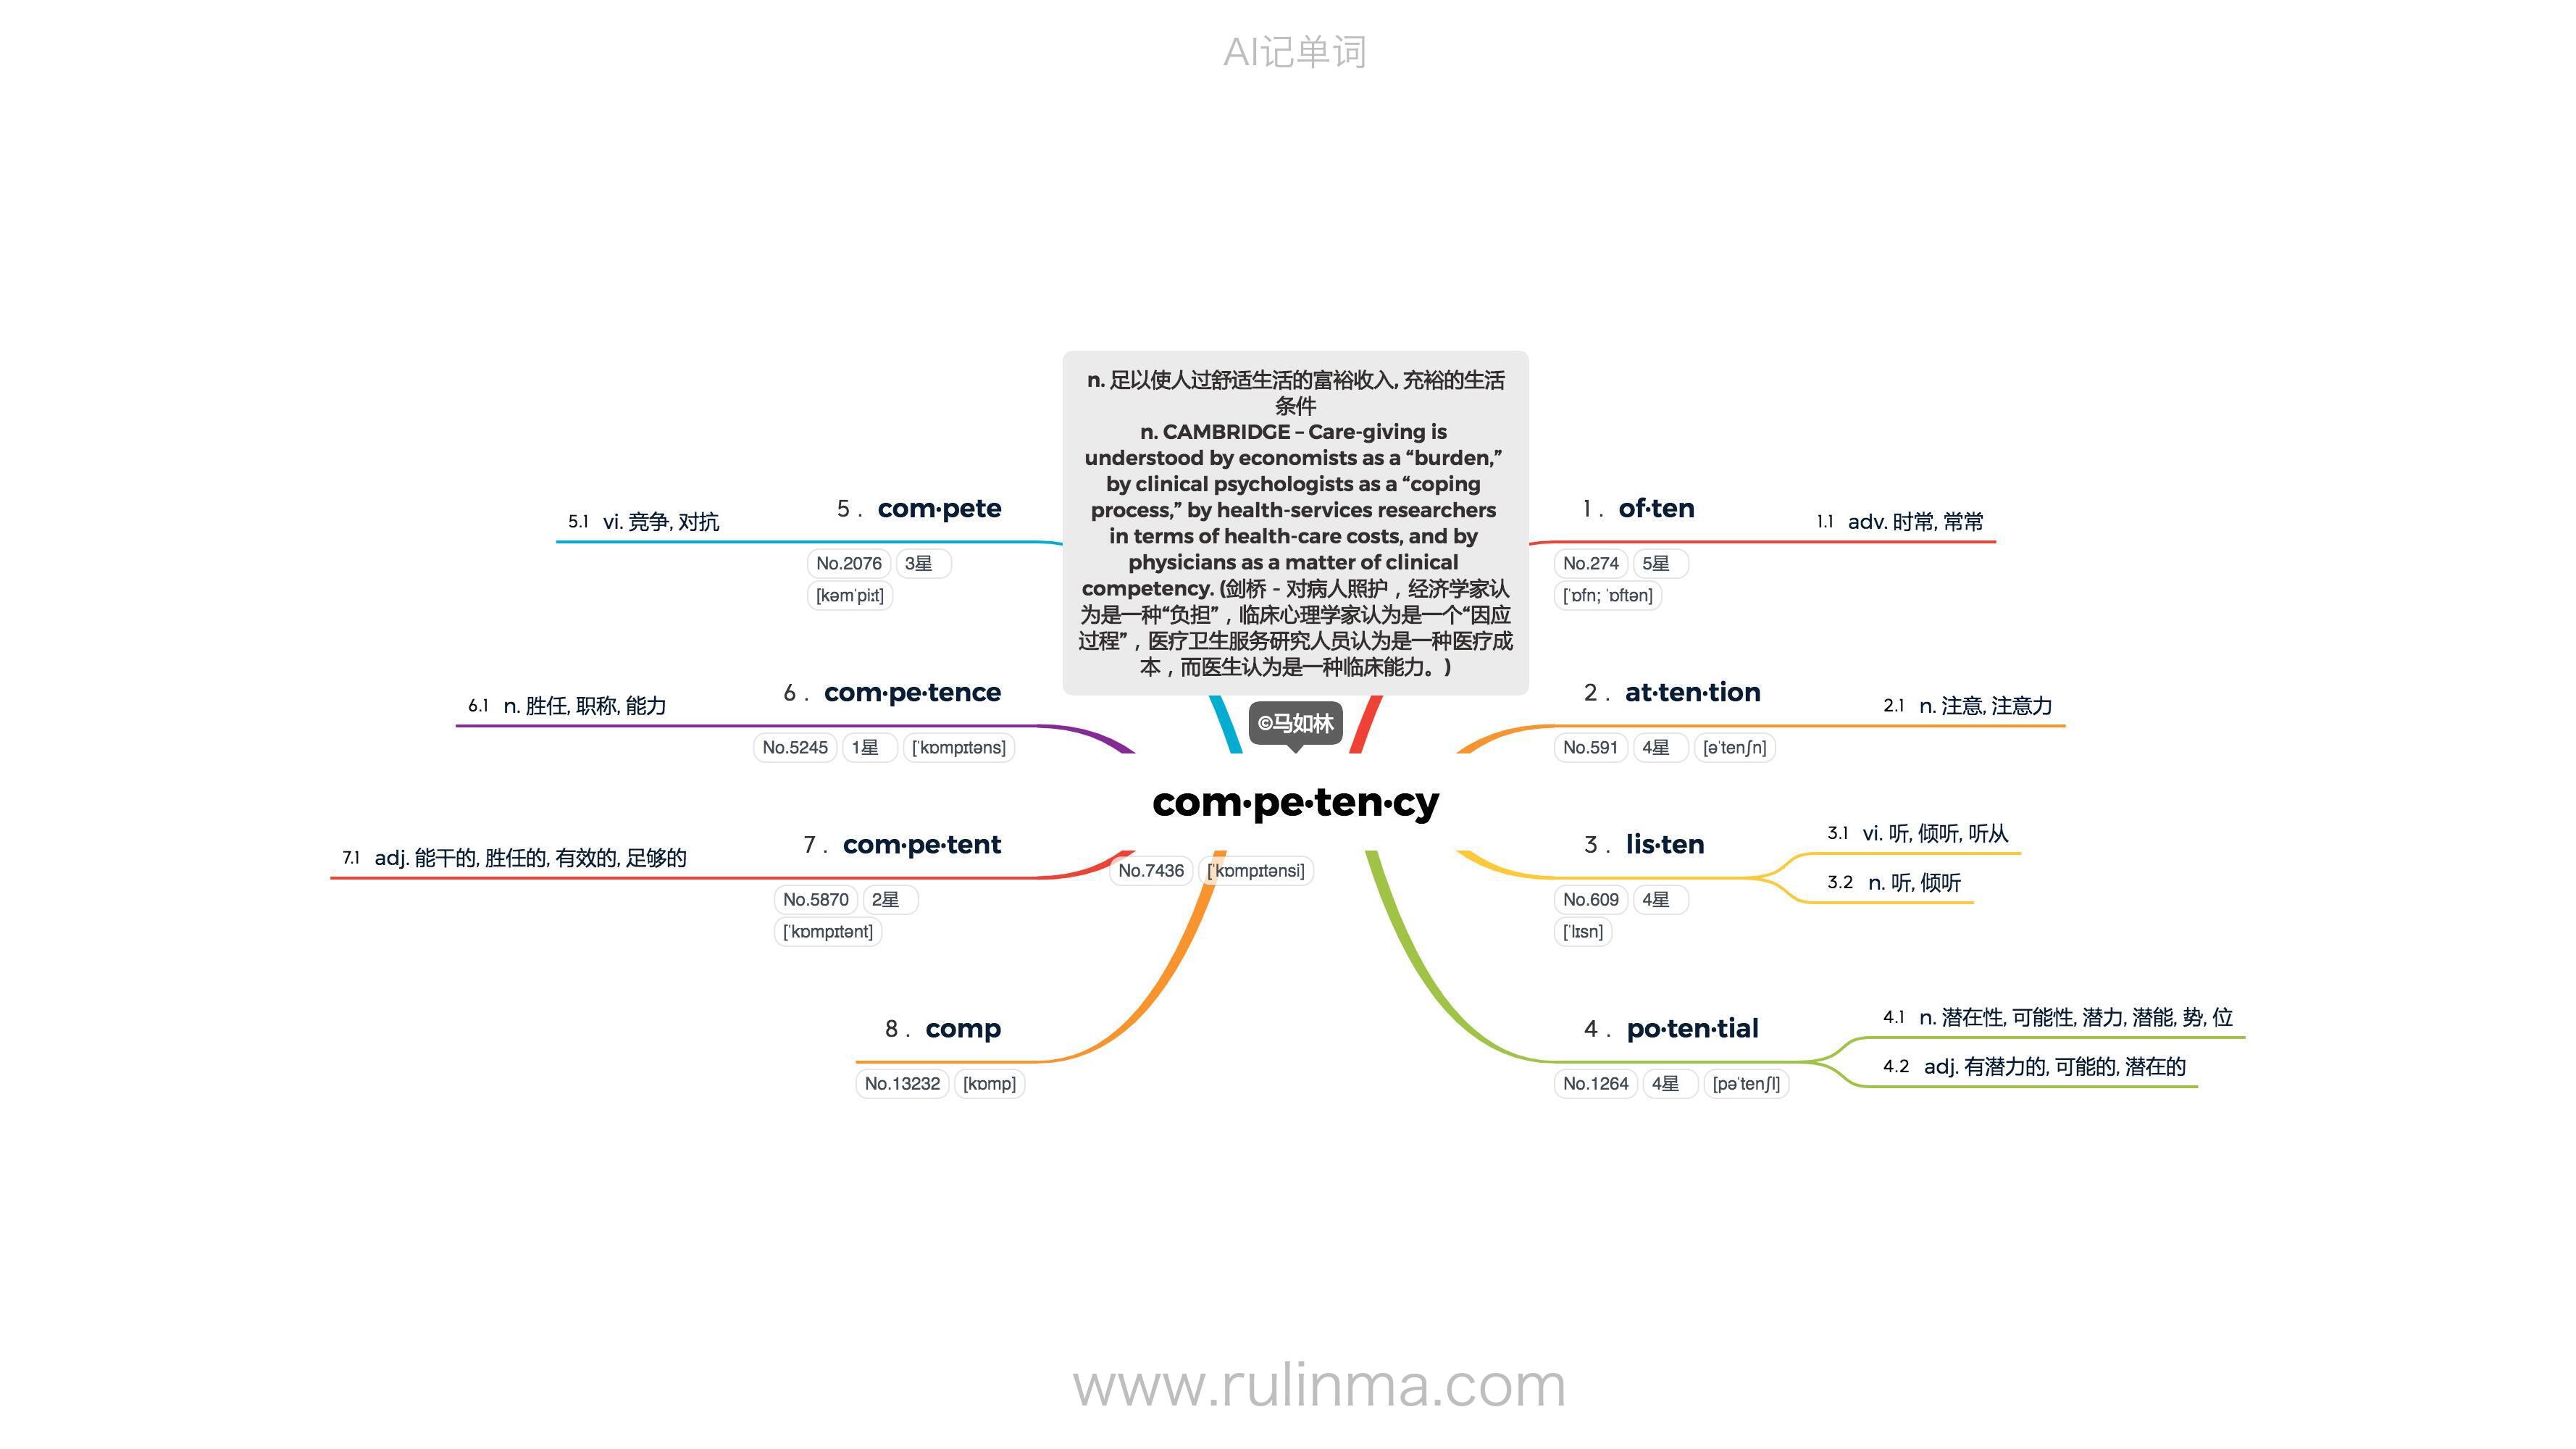 AI记单词
n. 足以使人过舒适生活的富裕收入, 充裕的生活
条件
n. CAMBRIDGE – Care-giving is
understood by economists as a “burden,”
by clinical psychologists as a “coping
process,” by health-services researchers
in terms of health-care costs, and by
physicians as a matter of clinical
competency. (剑桥 - 对病人照护，经济学家认
为是一种“负担”，临床心理学家认为是一个“因应
过程”，医疗卫生服务研究人员认为是一种医疗成
本，而医生认为是一种临床能力。)
©马如林
com·pe·ten·cy
No.7436 [ˈkɒmpɪtənsi]
1 . of·ten
No.274 5星
[ˈɒfn; ˈɒftən]
1.1 adv. 时常, 常常
2 . at·ten·tion
No.591 4星 [əˈtenʃn]
2.1 n. 注意, 注意力
3 . lis·ten
No.609 4星
[ˈlɪsn]
3.1 vi. 听, 倾听, 听从
3.2 n. 听, 倾听
4 . po·ten·tial
No.1264 4星 [pəˈtenʃl]
4.1 n. 潜在性, 可能性, 潜力, 潜能, 势, 位
4.2 adj. 有潜力的, 可能的, 潜在的
5 . com·pete
No.2076 3星
[kəmˈpiːt]
5.1 vi. 竞争, 对抗
6 . com·pe·tence
No.5245 1星 [ˈkɒmpɪtəns]
6.1 n. 胜任, 职称, 能力
7 . com·pe·tent
No.5870 2星
[ˈkɒmpɪtənt]
7.1 adj. 能干的, 胜任的, 有效的, 足够的
8 . comp
No.13232 [kɒmp]
www.rulinma.com